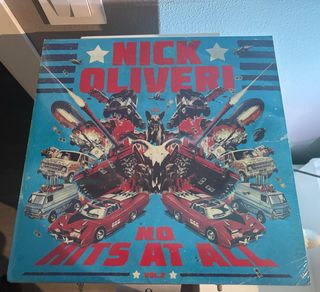 NICK
OLIVERI
NO
HITS AT ALL
VOL.2